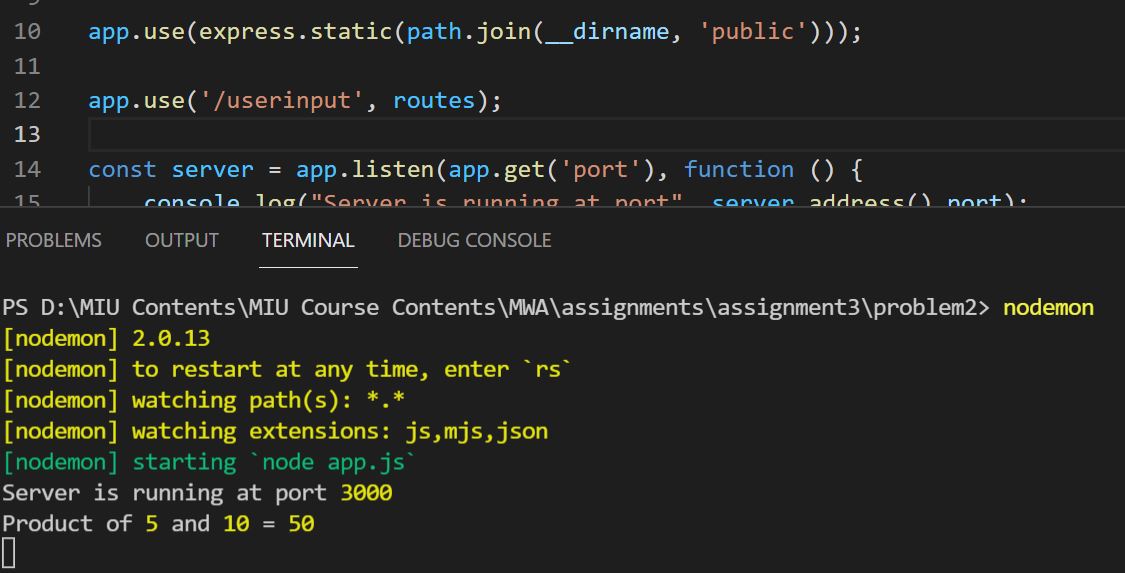 9
10 app.use(express.static(path.join(__dirname, 'public')));
11
12 app.use('/userinput', routes);
13
14 const server = app.listen(app.get('port'), function () {
15 console.log("Server is running at port", server.address().port);
PROBLEMS OUTPUT TERMINAL DEBUG CONSOLE
PS D:\MIU Contents\MIU Course Contents\MWA\assignments\assignment3\problem2> nodemon
[nodemon] 2.0.13
[nodemon] to restart at any time, enter `rs`
[nodemon] watching path(s): *.*
[nodemon] watching extensions: js,mjs,json
[nodemon] starting `node app.js`
Server is running at port 3000
Product of 5 and 10 = 50